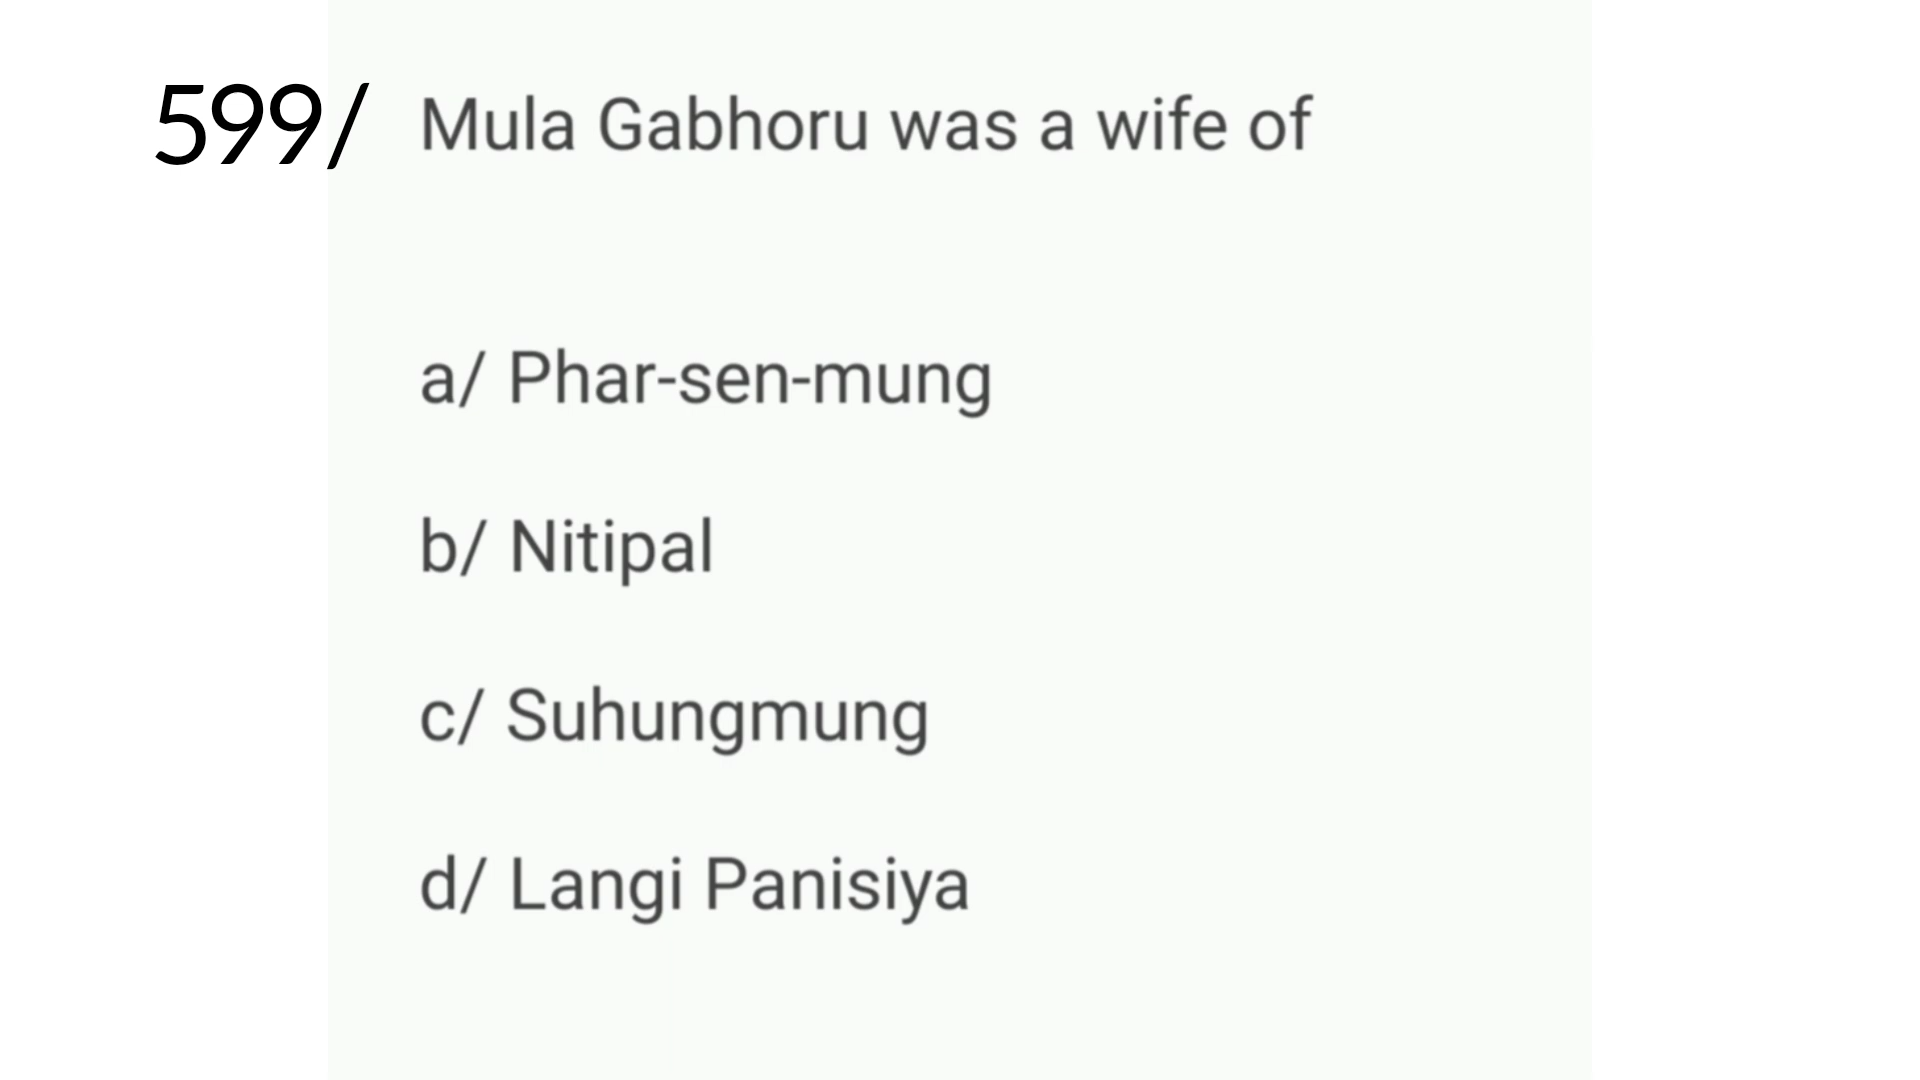 599/ Mula Gabhoru was a wife of
a/ Phar-sen-mung
b/ Nitipal
c/ Suhungmung
d/ Langi Panisiya